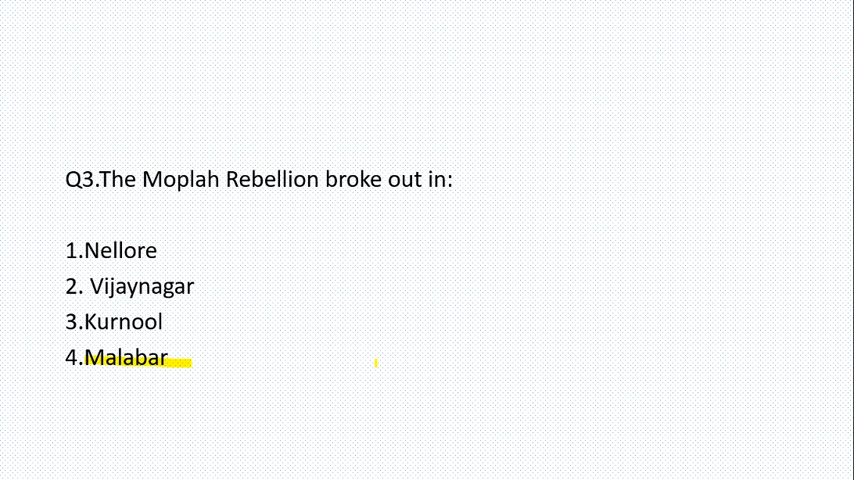 Q3.The Moplah Rebellion broke out in:
1.Nellore
2. Vijaynagar
3.Kurnool
4.Malabar